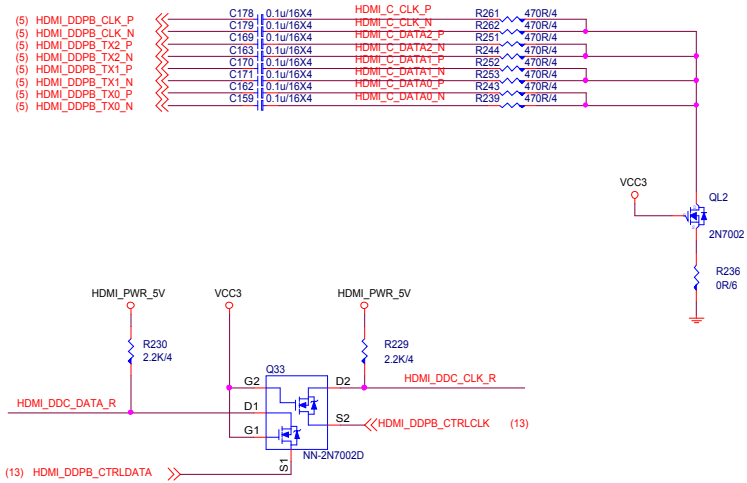 (5) HDMI_DDPB_CLK_P C178 0.1u/16X4 HDMI_C_CLK_P R261 470R/4
(5) HDMI_DDPB_CLK_N C179 0.1u/16X4 HDMI_C_CLK_N R262 470R/4
(5) HDMI_DDPB_TX2_P C169 0.1u/16X4 HDMI_C_DATA2_P R251 470R/4
(5) HDMI_DDPB_TX2_N C163 0.1u/16X4 HDMI_C_DATA2_N R244 470R/4
(5) HDMI_DDPB_TX1_P C170 0.1u/16X4 HDMI_C_DATA1_P R252 470R/4
(5) HDMI_DDPB_TX1_N C171 0.1u/16X4 HDMI_C_DATA1_N R253 470R/4
(5) HDMI_DDPB_TX0_P C162 0.1u/16X4 HDMI_C_DATA0_P R243 470R/4
(5) HDMI_DDPB_TX0_N C159 0.1u/16X4 HDMI_C_DATA0_N R239 470R/4
VCC3
QL2
2N7002
R236
0R/6
HDMI_PWR_5V VCC3 HDMI_PWR_5V
R230
2.2K/4
R229
2.2K/4
Q33
G2 D2 HDMI_DDC_CLK_R
HDMI_DDC_DATA_R D1
S2 HDMI_DDPB_CTRLCLK (13)
G1
NN-2N7002D
S1
(13) HDMI_DDPB_CTRLDATA